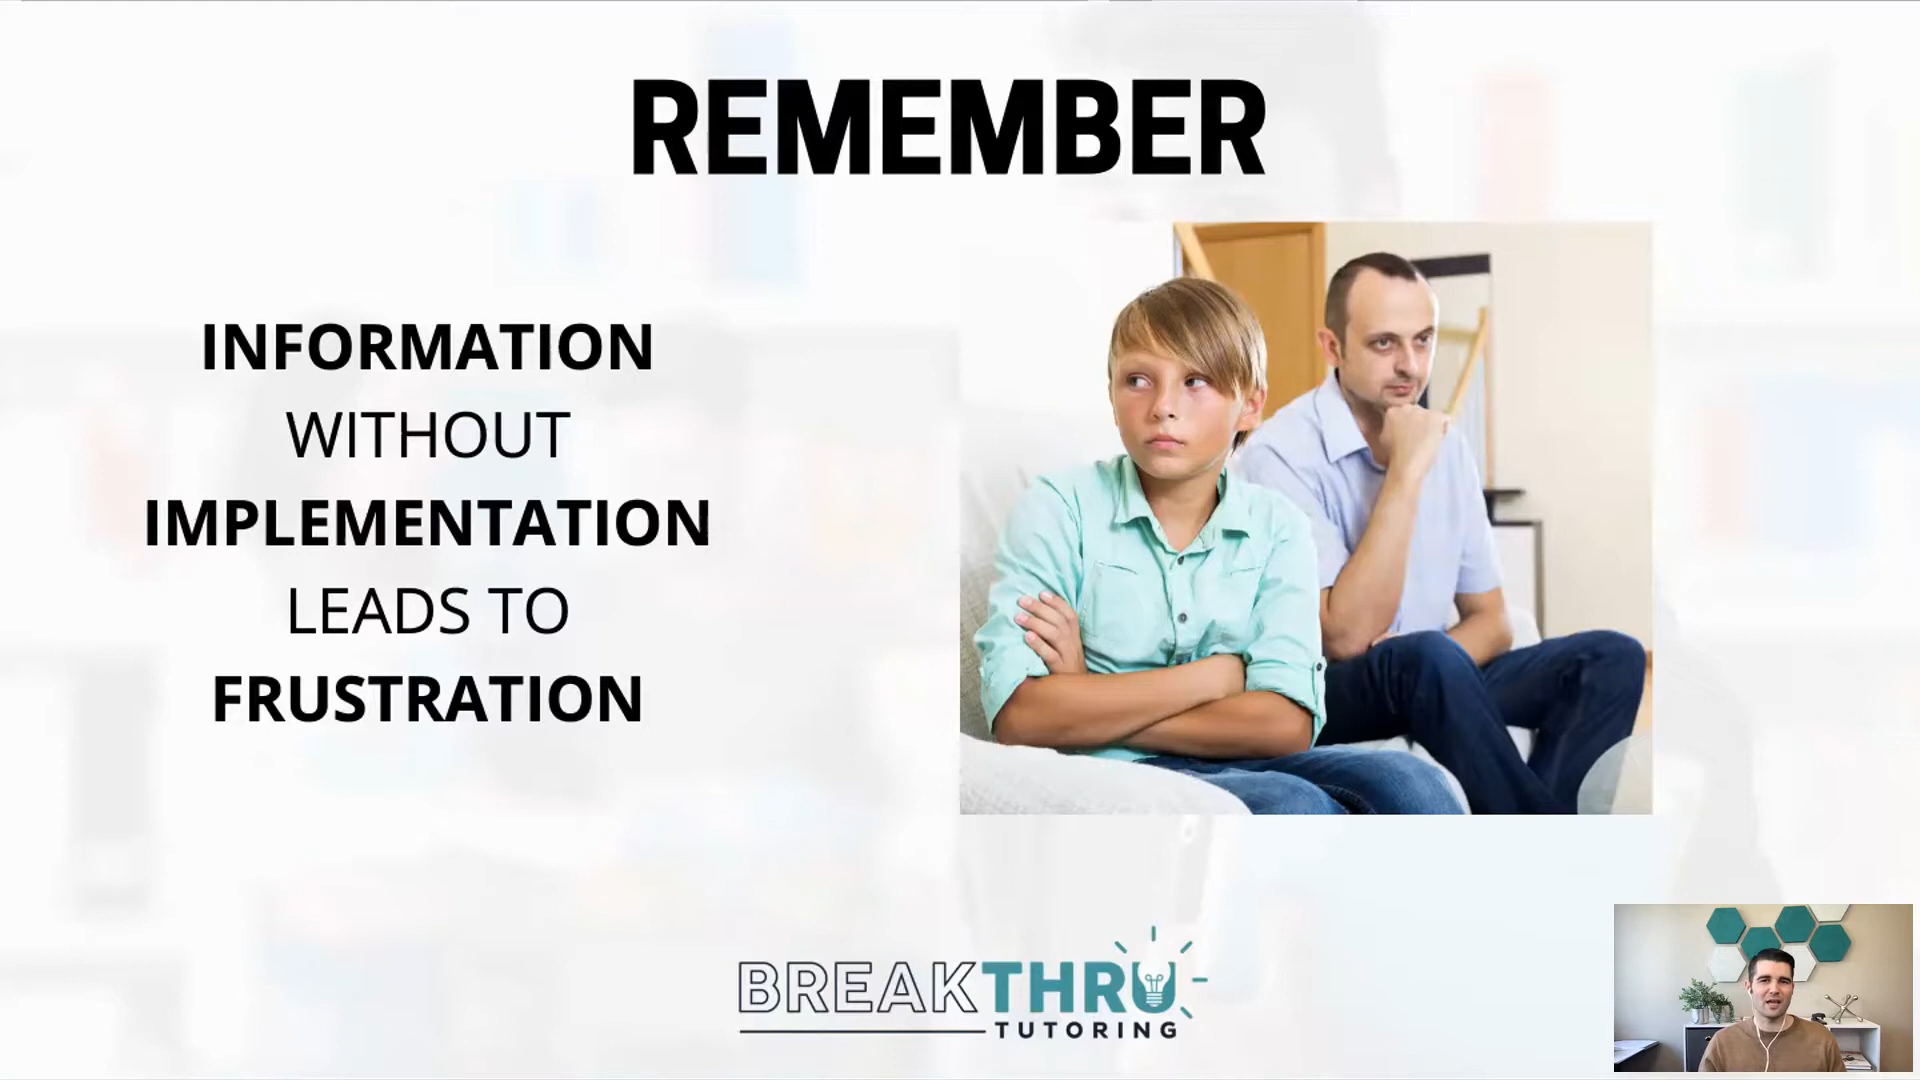 REMEMBER
INFORMATION
WITHOUT
IMPLEMENTATION
LEADS TO
FRUSTRATION
BREAKTHRU
TUTORING